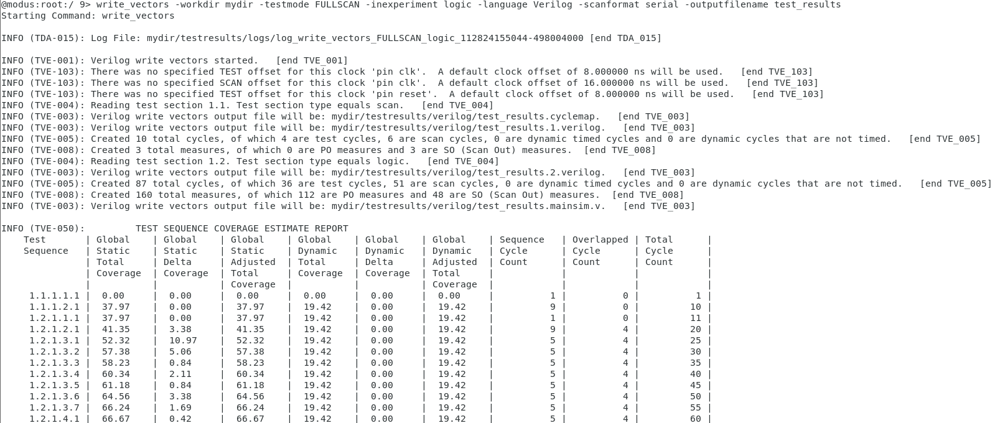 @modus:root:/ 9> write_vectors -workdir mydir -testmode FULLSCAN -inexperiment logic -language Verilog -scanformat serial -outputfilename test_results
Starting Command: write_vectors
INFO (TDA-015): Log File: mydir/testresults/logs/log_write_vectors_FULLSCAN_logic_112824155044-498004000 [end TDA_015]
INFO (TVE-001): Verilog write vectors started.   [end TVE_001]
INFO (TVE-103): There was no specified TEST offset for this clock 'pin clk'.  A default clock offset of 8.000000 ns will be used.   [end TVE_103]
INFO (TVE-103): There was no specified SCAN offset for this clock 'pin clk'.  A default clock offset of 16.000000 ns will be used.   [end TVE_103]
INFO (TVE-103): There was no specified TEST offset for this clock 'pin reset'.  A default clock offset of 8.000000 ns will be used.   [end TVE_103]
INFO (TVE-004): Reading test section 1.1. Test section type equals scan.   [end TVE_004]
INFO (TVE-003): Verilog write vectors output file will be: mydir/testresults/verilog/test_results.cyclemap.   [end TVE_003]
INFO (TVE-003): Verilog write vectors output file will be: mydir/testresults/verilog/test_results.1.verilog.   [end TVE_003]
INFO (TVE-005): Created 10 total cycles, of which 4 are test cycles, 6 are scan cycles, 0 are dynamic timed cycles and 0 are dynamic cycles that are not timed.   [end TVE_005]
INFO (TVE-008): Created 3 total measures, of which 0 are PO measures and 3 are SO (Scan Out) measures.  [end TVE_008]
INFO (TVE-004): Reading test section 1.2. Test section type equals logic.   [end TVE_004]
INFO (TVE-003): Verilog write vectors output file will be: mydir/testresults/verilog/test_results.2.verilog.   [end TVE_003]
INFO (TVE-005): Created 87 total cycles, of which 36 are test cycles, 51 are scan cycles, 0 are dynamic timed cycles and 0 are dynamic cycles that are not timed.   [end TVE_005]
INFO (TVE-008): Created 160 total measures, of which 112 are PO measures and 48 are SO (Scan Out) measures.  [end TVE_008]
INFO (TVE-003): Verilog write vectors output file will be: mydir/testresults/verilog/test_results.mainsim.v.   [end TVE_003]
INFO (TVE-050):         TEST SEQUENCE COVERAGE ESTIMATE REPORT
Test | Global | Global | Global | Global | Global | Global | Sequence | Overlapped | Total |
Sequence | Static | Static | Static | Dynamic | Dynamic | Dynamic | Cycle | Cycle | Cycle |
| Total | Delta | Adjusted | Total | Delta | Adjusted | Count | Count | Count |
| Coverage | Coverage | Total | Coverage | Coverage | Total | | | |
| | | Coverage | | | Coverage | | | |
1.1.1.1.1 | 0.00 | 0.00 | 0.00 | 0.00 | 0.00 | 0.00 | 1 | 0 | 1 |
1.1.1.2.1 | 37.97 | 0.00 | 37.97 | 19.42 | 0.00 | 19.42 | 9 | 0 | 10 |
1.2.1.1.1 | 37.97 | 0.00 | 37.97 | 19.42 | 0.00 | 19.42 | 1 | 0 | 11 |
1.2.1.2.1 | 41.35 | 3.38 | 41.35 | 19.42 | 0.00 | 19.42 | 9 | 4 | 20 |
1.2.1.3.1 | 52.32 | 10.97 | 52.32 | 19.42 | 0.00 | 19.42 | 5 | 4 | 25 |
1.2.1.3.2 | 57.38 | 5.06 | 57.38 | 19.42 | 0.00 | 19.42 | 5 | 4 | 30 |
1.2.1.3.3 | 58.23 | 0.84 | 58.23 | 19.42 | 0.00 | 19.42 | 5 | 4 | 35 |
1.2.1.3.4 | 60.34 | 2.11 | 60.34 | 19.42 | 0.00 | 19.42 | 5 | 4 | 40 |
1.2.1.3.5 | 61.18 | 0.84 | 61.18 | 19.42 | 0.00 | 19.42 | 5 | 4 | 45 |
1.2.1.3.6 | 64.56 | 3.38 | 64.56 | 19.42 | 0.00 | 19.42 | 5 | 4 | 50 |
1.2.1.3.7 | 66.24 | 1.69 | 66.24 | 19.42 | 0.00 | 19.42 | 5 | 4 | 55 |
1.2.1.4.1 | 66.67 | 0.42 | 66.67 | 19.42 | 0.00 | 19.42 | 5 | 4 | 60 |